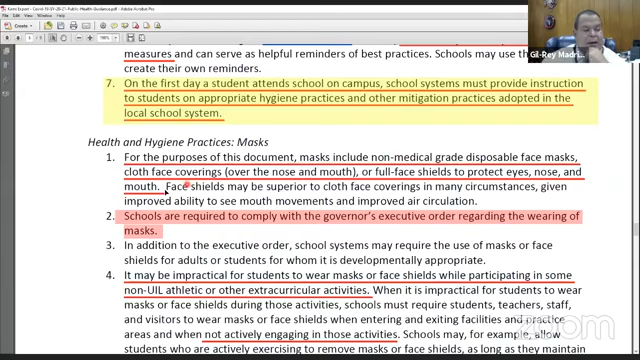 Karen Expert - Covid-19-SY-20-21-Public-Health-Guidance.pdf - Adobe Acrobat Pro
File Edit View Window Help
Create
measures and can serve as helpful reminders of best practices. Schools may use th
create their own reminders.
Gil-Rey Madri...
7. On the first day a student attends school on campus, school systems must provide instruction
to students on appropriate hygiene practices and other mitigation practices adopted in the
local school system.
Health and Hygiene Practices: Masks
1. For the purposes of this document, masks include non-medical grade disposable face masks,
cloth face coverings (over the nose and mouth), or full-face shields to protect eyes, nose, and
mouth. Face shields may be superior to cloth face coverings in many circumstances, given
improved ability to see mouth movements and improved air circulation.
2. Schools are required to comply with the governor's executive order regarding the wearing of
masks.
3. In addition to the executive order, school systems may require the use of masks or face
shields for adults or students for whom it is developmentally appropriate.
4. It may be impractical for students to wear masks or face shields while participating in some
non-UIL athletic or other extracurricular activities. When it is impractical for students to wear
masks or face shields during those activities, schools must require students, teachers, staff,
and visitors to wear masks or face shields when entering and exiting facilities and practice
areas and when not actively engaging in those activities. Schools may, for example, allow
students who are actively exercising to remove masks or face shields, as long as they maintain
zoom